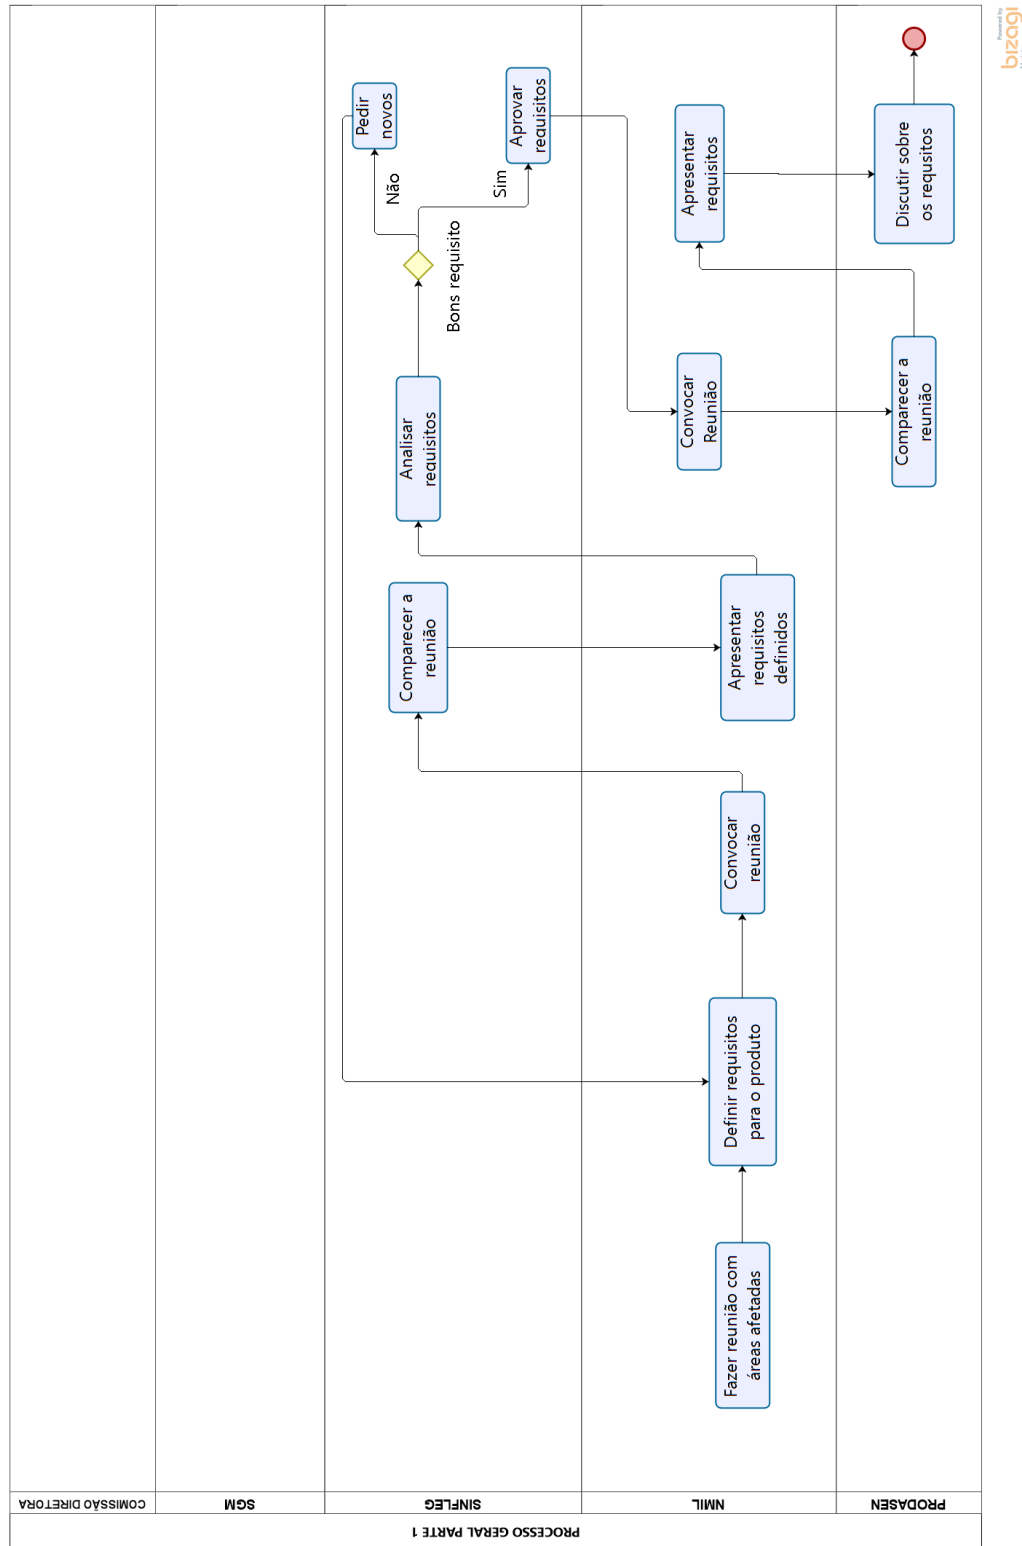 PROCESSO GERAL PARTE 1
COMISSÃO DIRETORA
SGM
SINFLEG
NMIL
PRODASEN
Fazer reunião com
áreas afetadas
Definir requisitos
para o produto
Convocar
reunião
Comparecer a
reunião
Apresentar
requisitos
definidos
Analisar
requisitos
Bons requisito
Não
Pedir
novos
Sim
Aprovar
requisitos
Convocar
Reunião
Comparecer a
reunião
Apresentar
requisitos
Discutir sobre
os requsitos
Powered by
bizagi